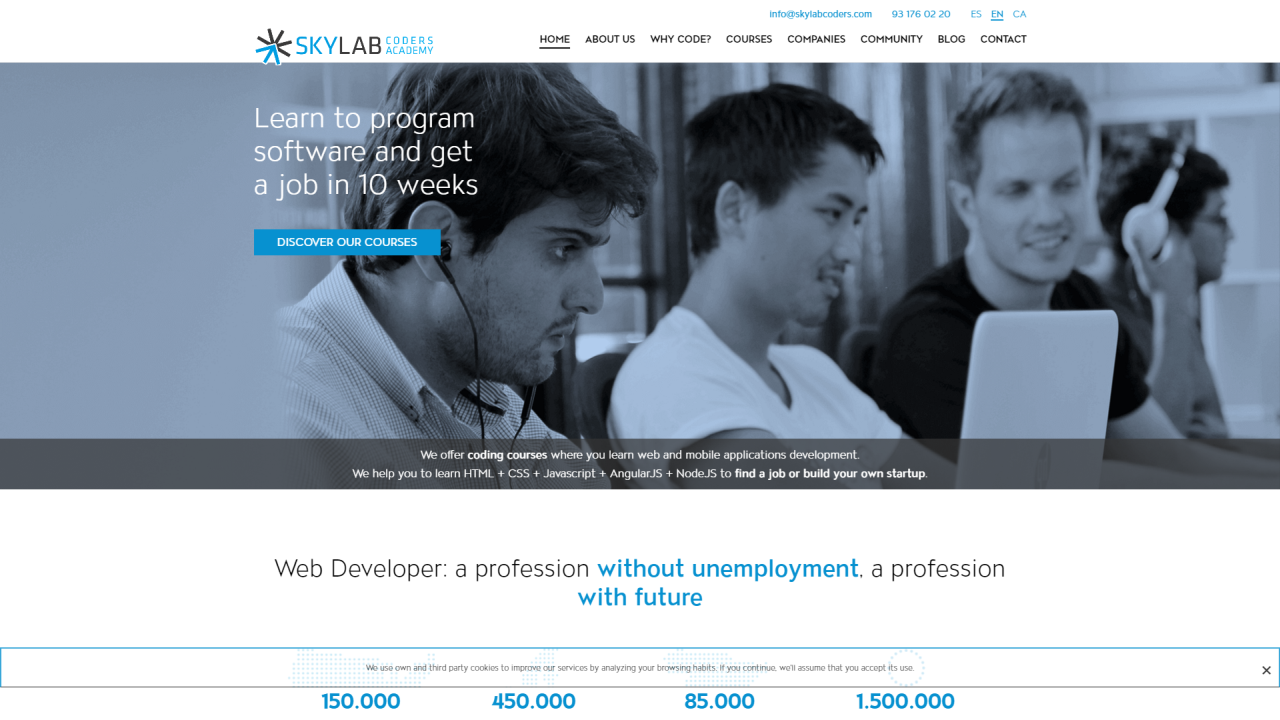 info@skylabcoders.com 93 176 02 20 ES EN CA
SKYLAB CODERS ACADEMY
HOME ABOUT US WHY CODE? COURSES COMPANIES COMMUNITY BLOG CONTACT
Learn to program
software and get
a job in 10 weeks
DISCOVER OUR COURSES
We offer coding courses where you learn web and mobile applications development.
We help you to learn HTML + CSS + Javascript + AngularJS + NodeJS to find a job or build your own startup.
Web Developer: a profession without unemployment, a profession
with future
We use own and third party cookies to improve our services by analyzing your browsing habits. If you continue, we'll assume that you accept its use.
150.000 450.000 85.000 1.500.000